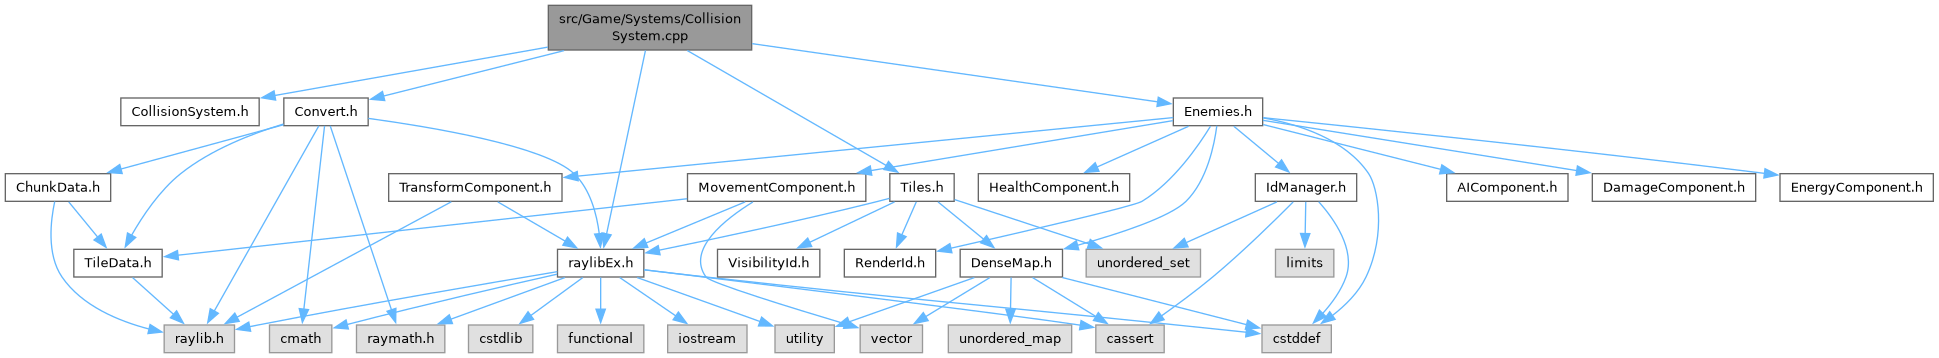 src/Game/Systems/Collision
System.cpp
CollisionSystem.h
Convert.h
Enemies.h
ChunkData.h
TransformComponent.h
MovementComponent.h
Tiles.h
HealthComponent.h
IdManager.h
AIComponent.h
DamageComponent.h
EnergyComponent.h
TileData.h
raylibEx.h
VisibilityId.h
RenderId.h
DenseMap.h
unordered_set
limits
raylib.h
cmath
raymath.h
cstdlib
functional
iostream
utility
vector
unordered_map
cassert
cstddef